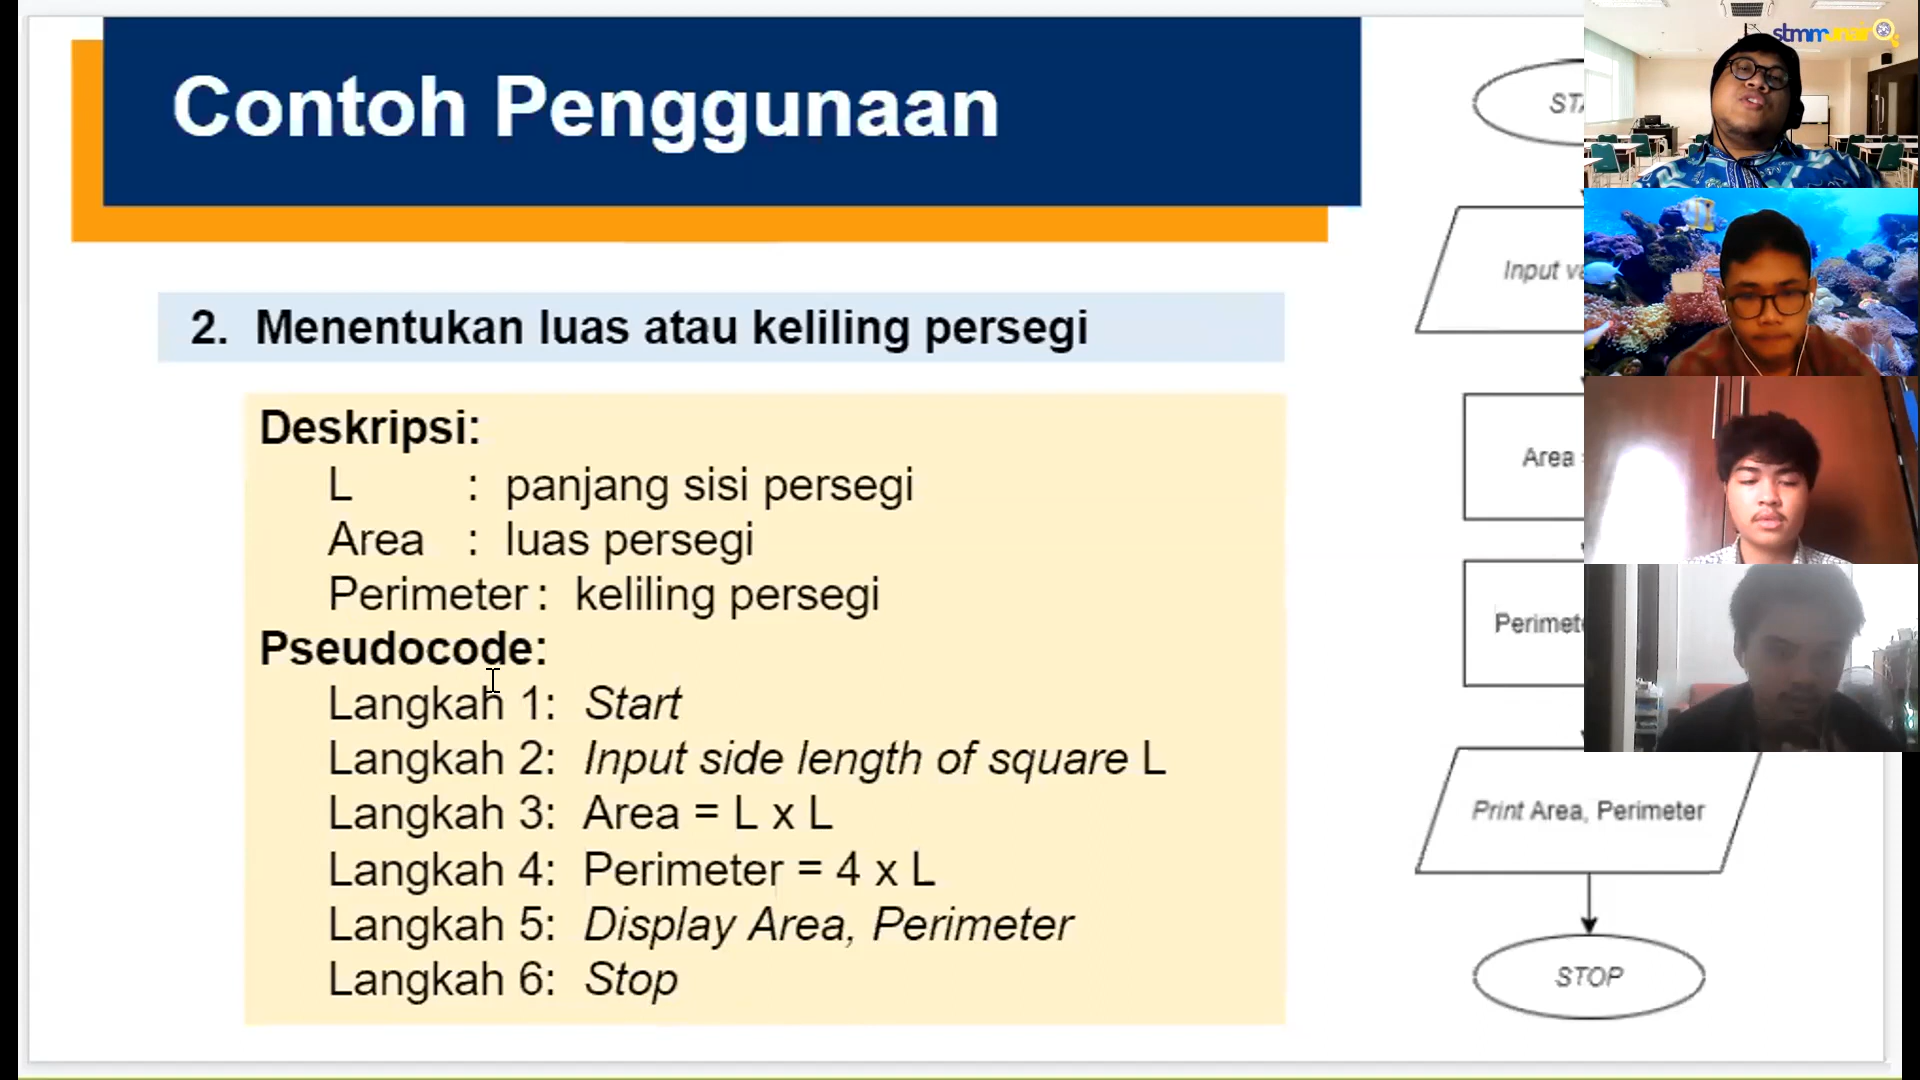 Contoh Penggunaan
2. Menentukan luas atau keliling persegi
Deskripsi:
L : panjang sisi persegi
Area : luas persegi
Perimeter : keliling persegi
Pseudocode:
Langkah 1: Start
Langkah 2: Input side length of square L
Langkah 3: Area = L x L
Langkah 4: Perimeter = 4 x L
Langkah 5: Display Area, Perimeter
Langkah 6: Stop
Input
Area
Print Area, Perimeter
STOP